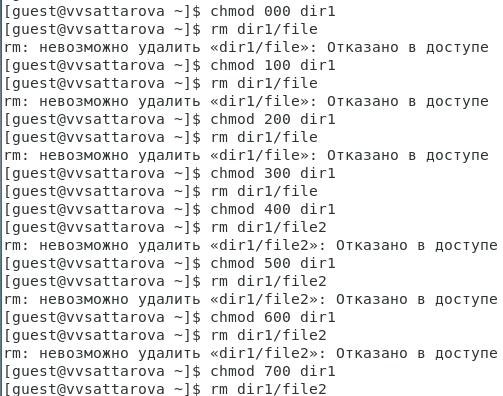 [guest@vvsattarova ~]$ chmod 000 dir1
[guest@vvsattarova ~]$ rm dir1/file
rm: невозможно удалить «dir1/file»: Отказано в доступе
[guest@vvsattarova ~]$ chmod 100 dir1
[guest@vvsattarova ~]$ rm dir1/file
rm: невозможно удалить «dir1/file»: Отказано в доступе
[guest@vvsattarova ~]$ chmod 200 dir1
[guest@vvsattarova ~]$ rm dir1/file
rm: невозможно удалить «dir1/file»: Отказано в доступе
[guest@vvsattarova ~]$ chmod 300 dir1
[guest@vvsattarova ~]$ rm dir1/file
[guest@vvsattarova ~]$ chmod 400 dir1
[guest@vvsattarova ~]$ rm dir1/file2
rm: невозможно удалить «dir1/file2»: Отказано в доступе
[guest@vvsattarova ~]$ chmod 500 dir1
[guest@vvsattarova ~]$ rm dir1/file2
rm: невозможно удалить «dir1/file2»: Отказано в доступе
[guest@vvsattarova ~]$ chmod 600 dir1
[guest@vvsattarova ~]$ rm dir1/file2
rm: невозможно удалить «dir1/file2»: Отказано в доступе
[guest@vvsattarova ~]$ chmod 700 dir1
[guest@vvsattarova ~]$ rm dir1/file2